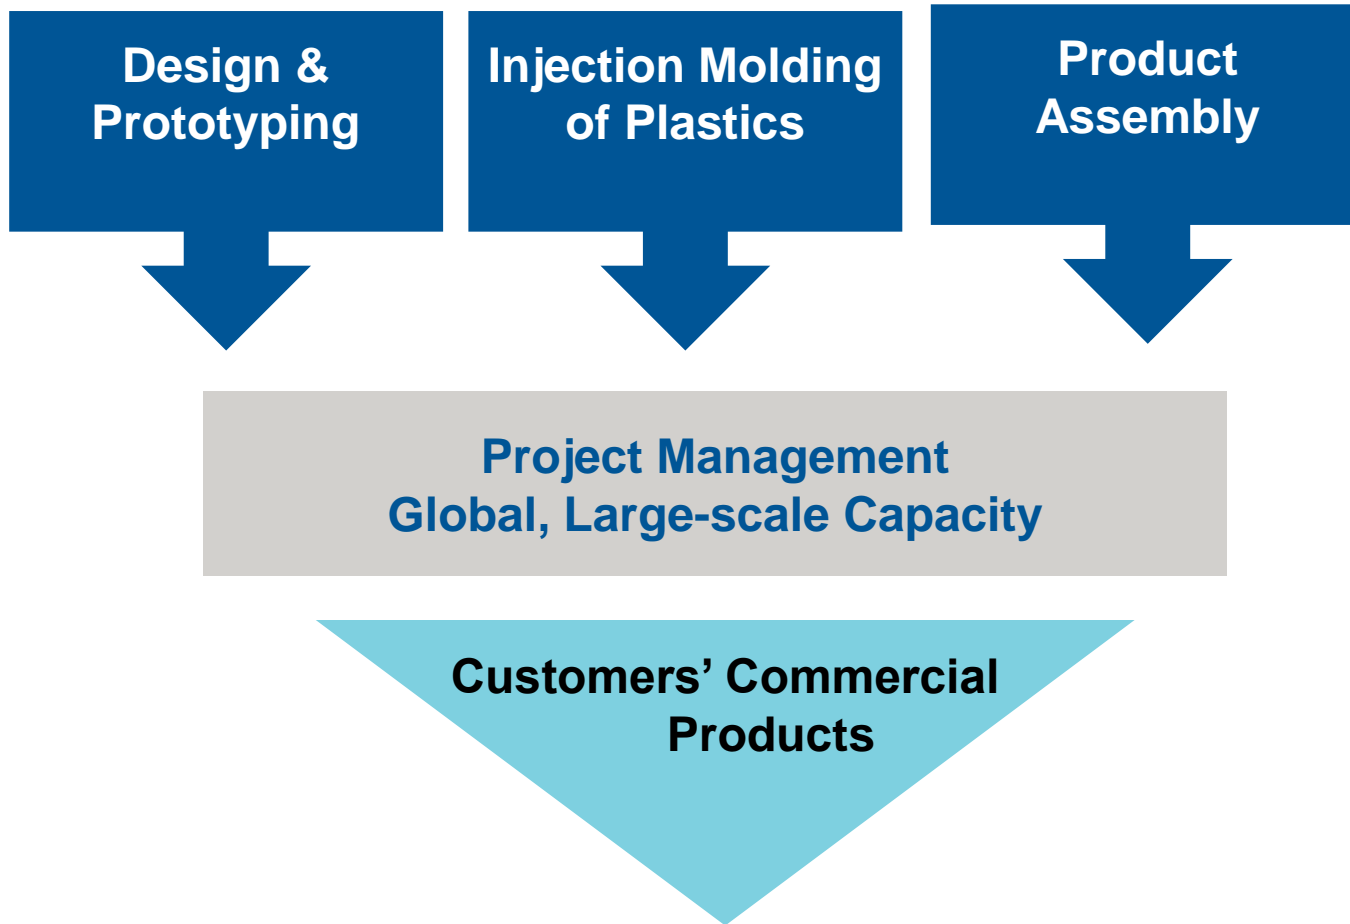 Design &
Prototyping
Injection Molding
of Plastics
Product
Assembly
Project Management
Global, Large-scale Capacity
Customers’ Commercial
Products